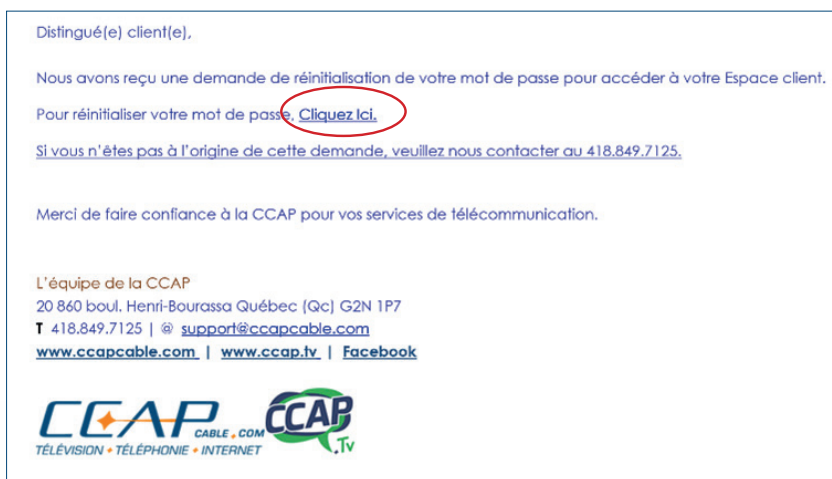 Distingué(e) client(e),
Nous avons reçu une demande de réinitialisation de votre mot de passe pour accéder à votre Espace client.
Pour réinitialiser votre mot de passe, Cliquez Ici.
Si vous n'êtes pas à l'origine de cette demande, veuillez nous contacter au 418.849.7125.
Merci de faire confiance à la CCAP pour vos services de télécommunication.
L'équipe de la CCAP
20 860 boul. Henri-Bourassa Québec (Qc) G2N 1P7
T 418.849.7125 | @ support@ccapcable.com
www.ccapcable.com | www.ccap.tv | Facebook
CCAP CABLE.COM
TÉLÉVISION • TÉLÉPHONIE • INTERNET
CCAP
.Tv